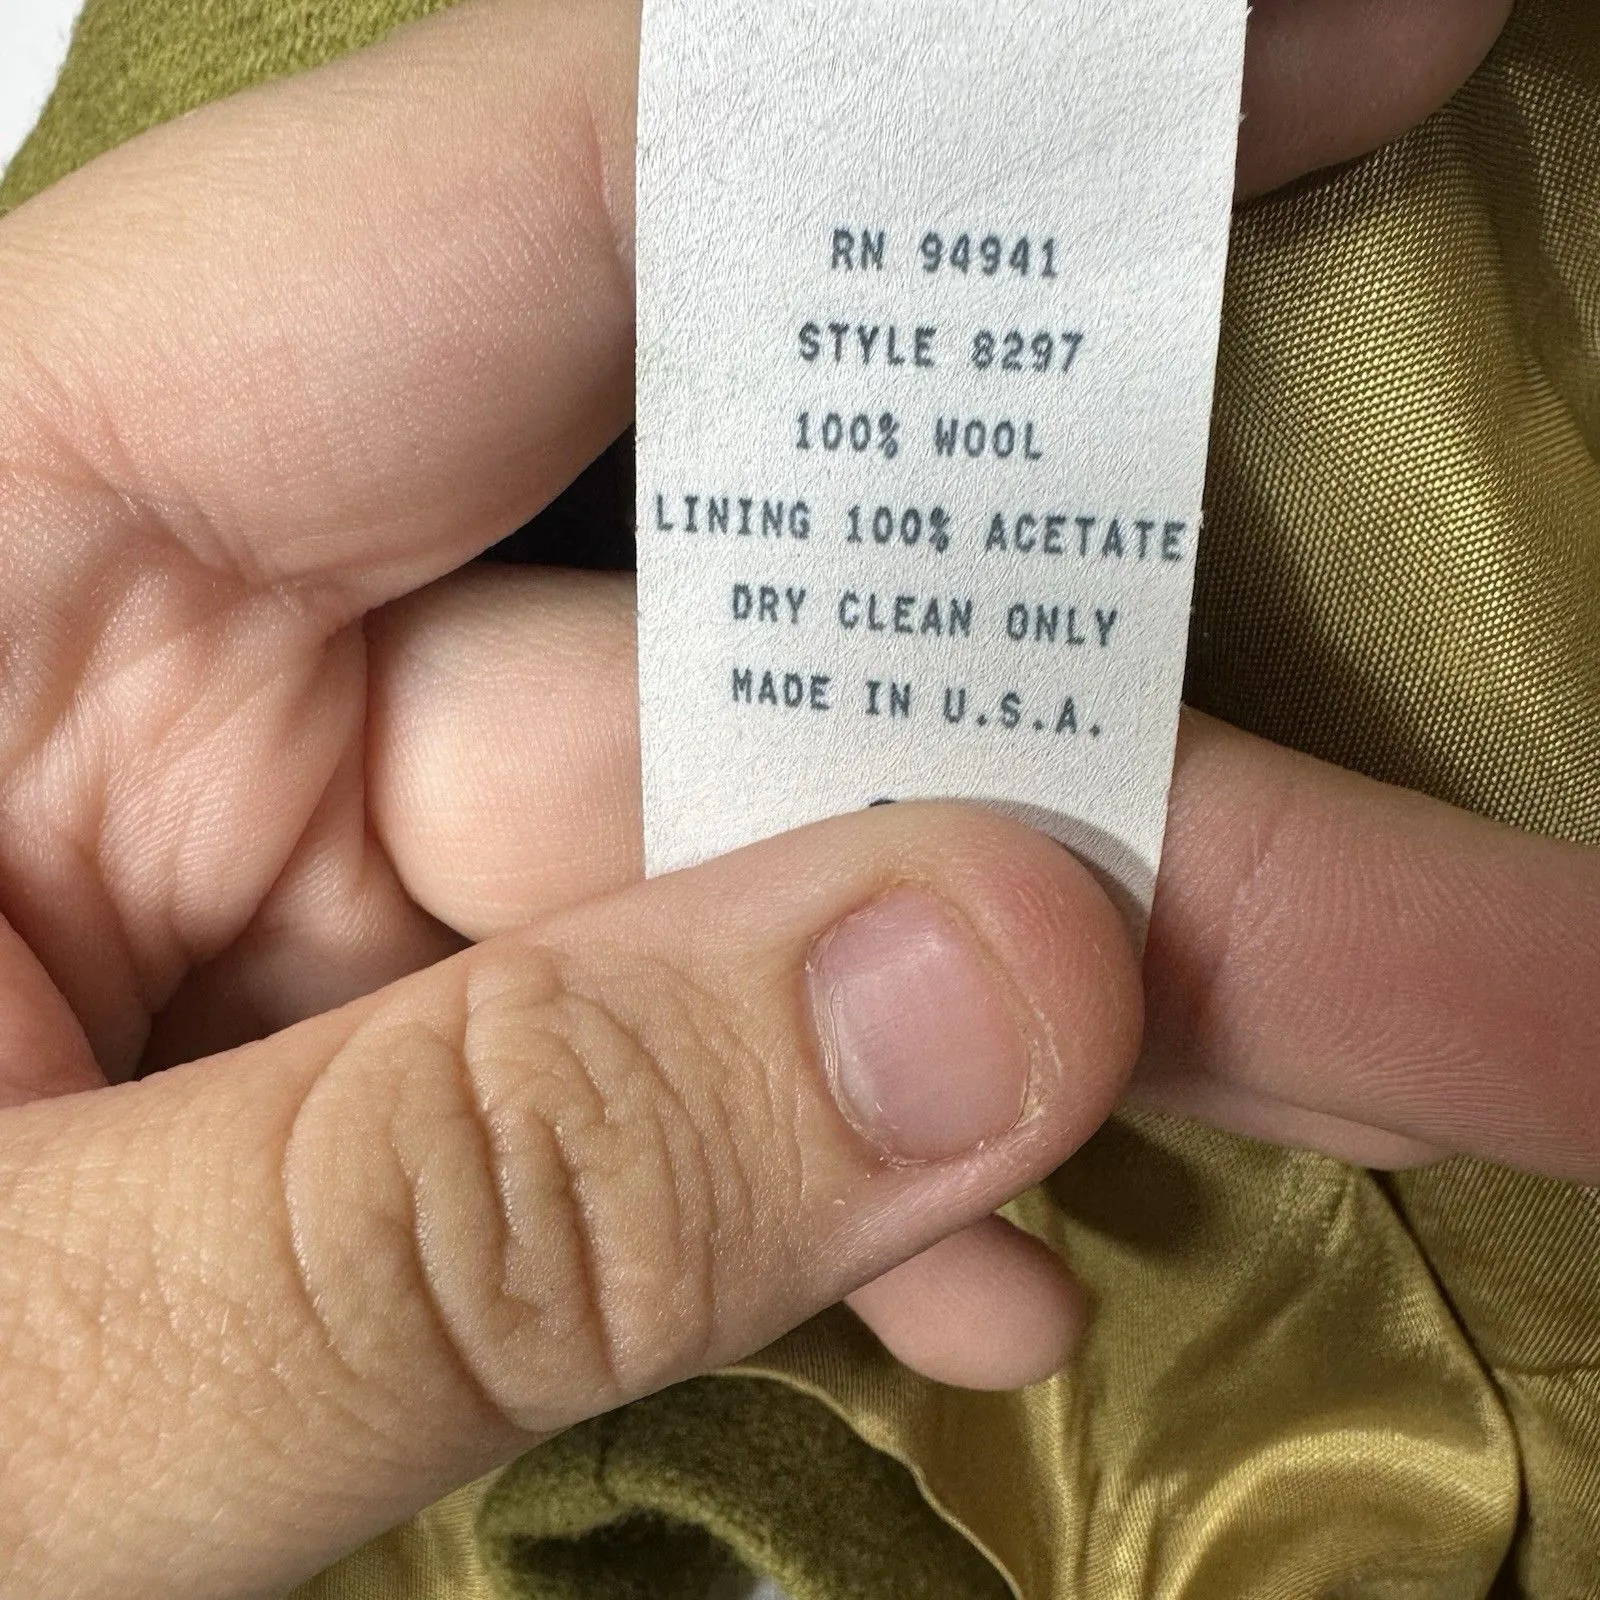 RN 94941
STYLE 8297
100% WOOL
LINING 100% ACETATE
DRY CLEAN ONLY
MADE IN U.S.A.